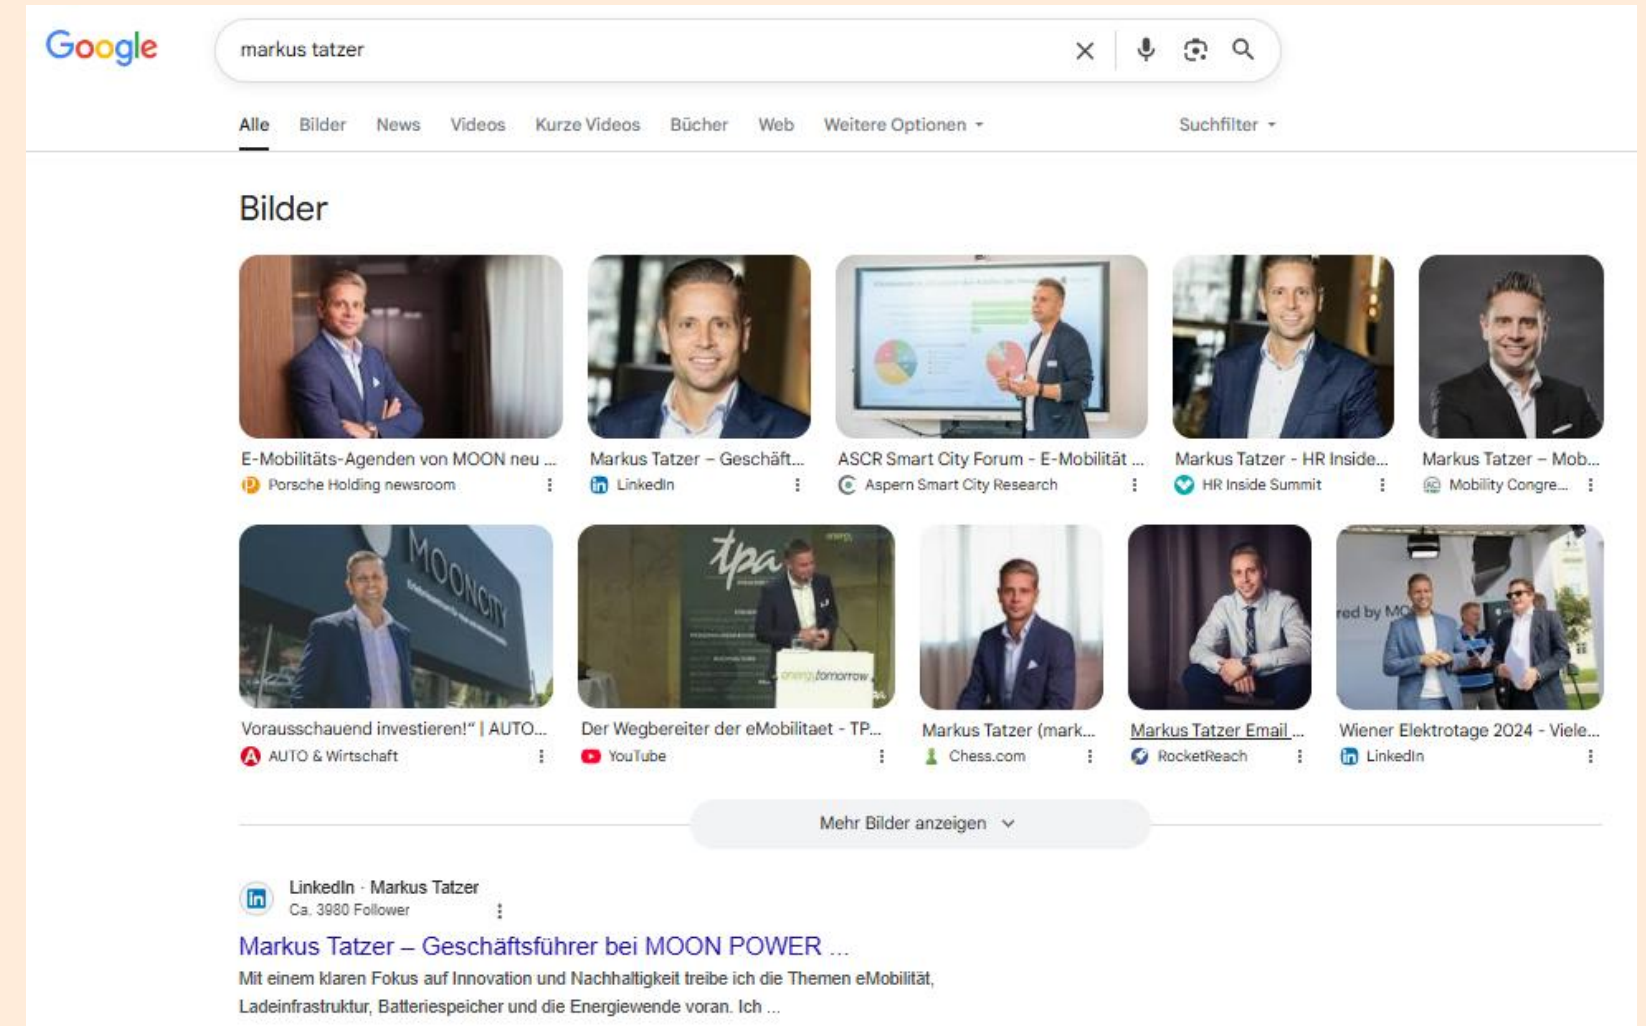 Google
markus tatzer
Alle Bilder News Videos Kurze Videos Bücher Web Weitere Optionen Suchfilter
Bilder
E-Mobilitäts-Agenden von MOON neu ...
Porsche Holding newsroom
Markus Tatzer – Geschäft...
LinkedIn
ASCR Smart City Forum - E-Mobilität ...
Aspern Smart City Research
Markus Tatzer - HR Inside...
HR Inside Summit
Markus Tatzer – Mob...
Mobility Congre...
MOONCITY
Vorausschauend investieren!“ | AUTO...
AUTO & Wirtschaft
tpa
energytomorrow
Der Wegbereiter der eMobilitaet - TP...
YouTube
Markus Tatzer (mark...
Chess.com
Markus Tatzer Email ...
RocketReach
red by MO
Wiener Elektrotage 2024 - Viele...
LinkedIn
Mehr Bilder anzeigen
LinkedIn · Markus Tatzer
Ca. 3980 Follower
Markus Tatzer – Geschäftsführer bei MOON POWER ...
Mit einem klaren Fokus auf Innovation und Nachhaltigkeit treibe ich die Themen eMobilität,
Ladeinfrastruktur, Batteriespeicher und die Energiewende voran. Ich ...